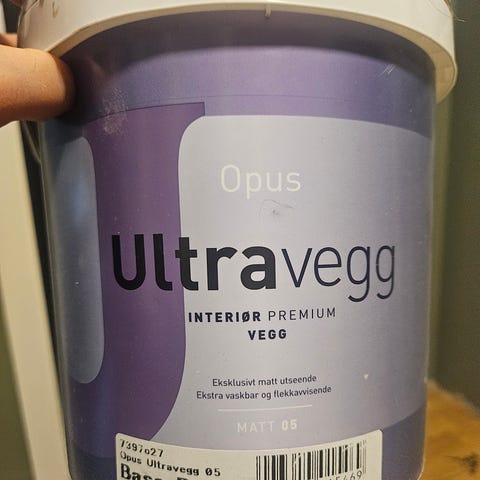 Opus
Ultravegg
INTERIØR PREMIUM
VEGG
Eksklusivt matt utseende
Ekstra vaskbar og flekkavvisende
MATT 05
7397027
Opus Ultravegg 05